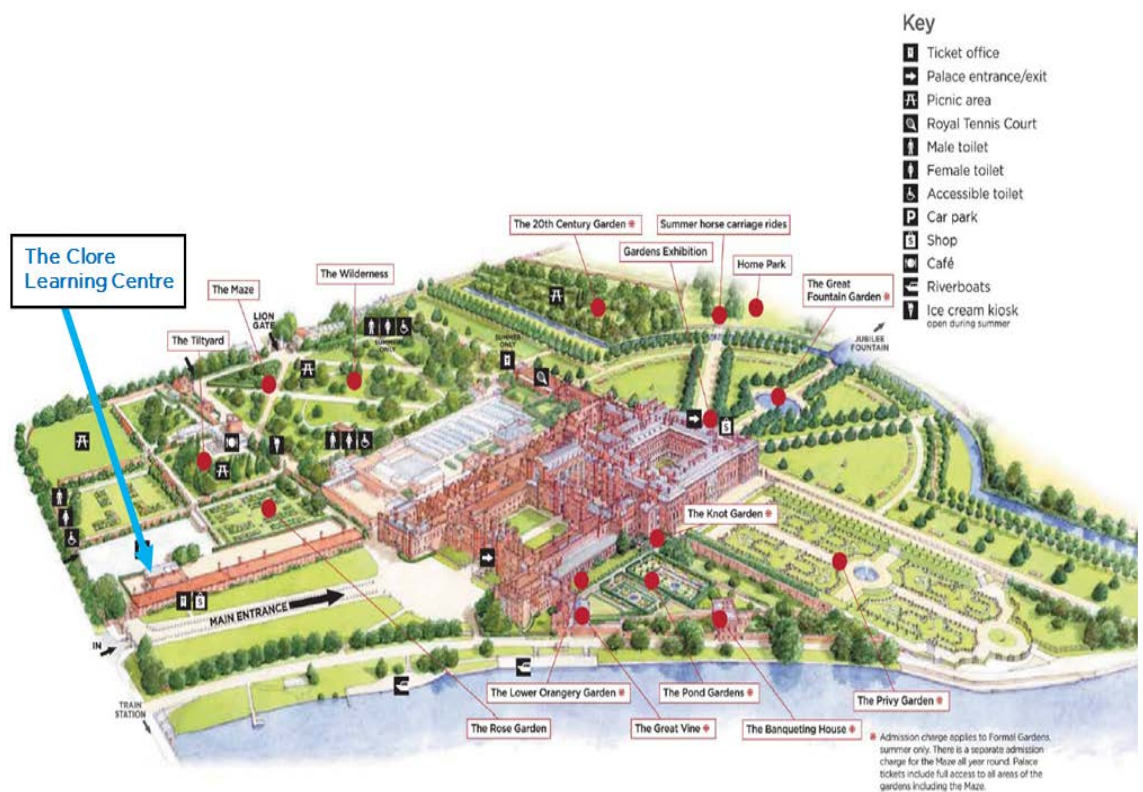 Key
Ticket office
Palace entrance/exit
Picnic area
Royal Tennis Court
Male toilet
Female toilet
Accessible toilet
P Car park
S Shop
Café
Riverboats
Ice cream kiosk
open during summer
The Clore
Learning Centre
The 20th Century Garden ❋
Summer horse carriage rides
Gardens Exhibition
Home Park
The Great
Fountain Garden ❋
The Wilderness
The Maze
LION
GATE
The Tiltyard
SUMMER
ONLY
SUMMER
ONLY
JUBILEE
FOUNTAIN
S
The Knot Garden ❋
S
MAIN ENTRANCE
IN
TRAIN
STATION
The Lower Orangery Garden ❋
The Pond Gardens ❋
The Privy Garden ❋
The Rose Garden
The Great Vine ❋
The Banqueting House ❋
❋ Admission charge applies to Formal Gardens,
summer only. There is a separate admission
charge for the Maze all year round. Palace
tickets include full access to all areas of the
gardens including the Maze.